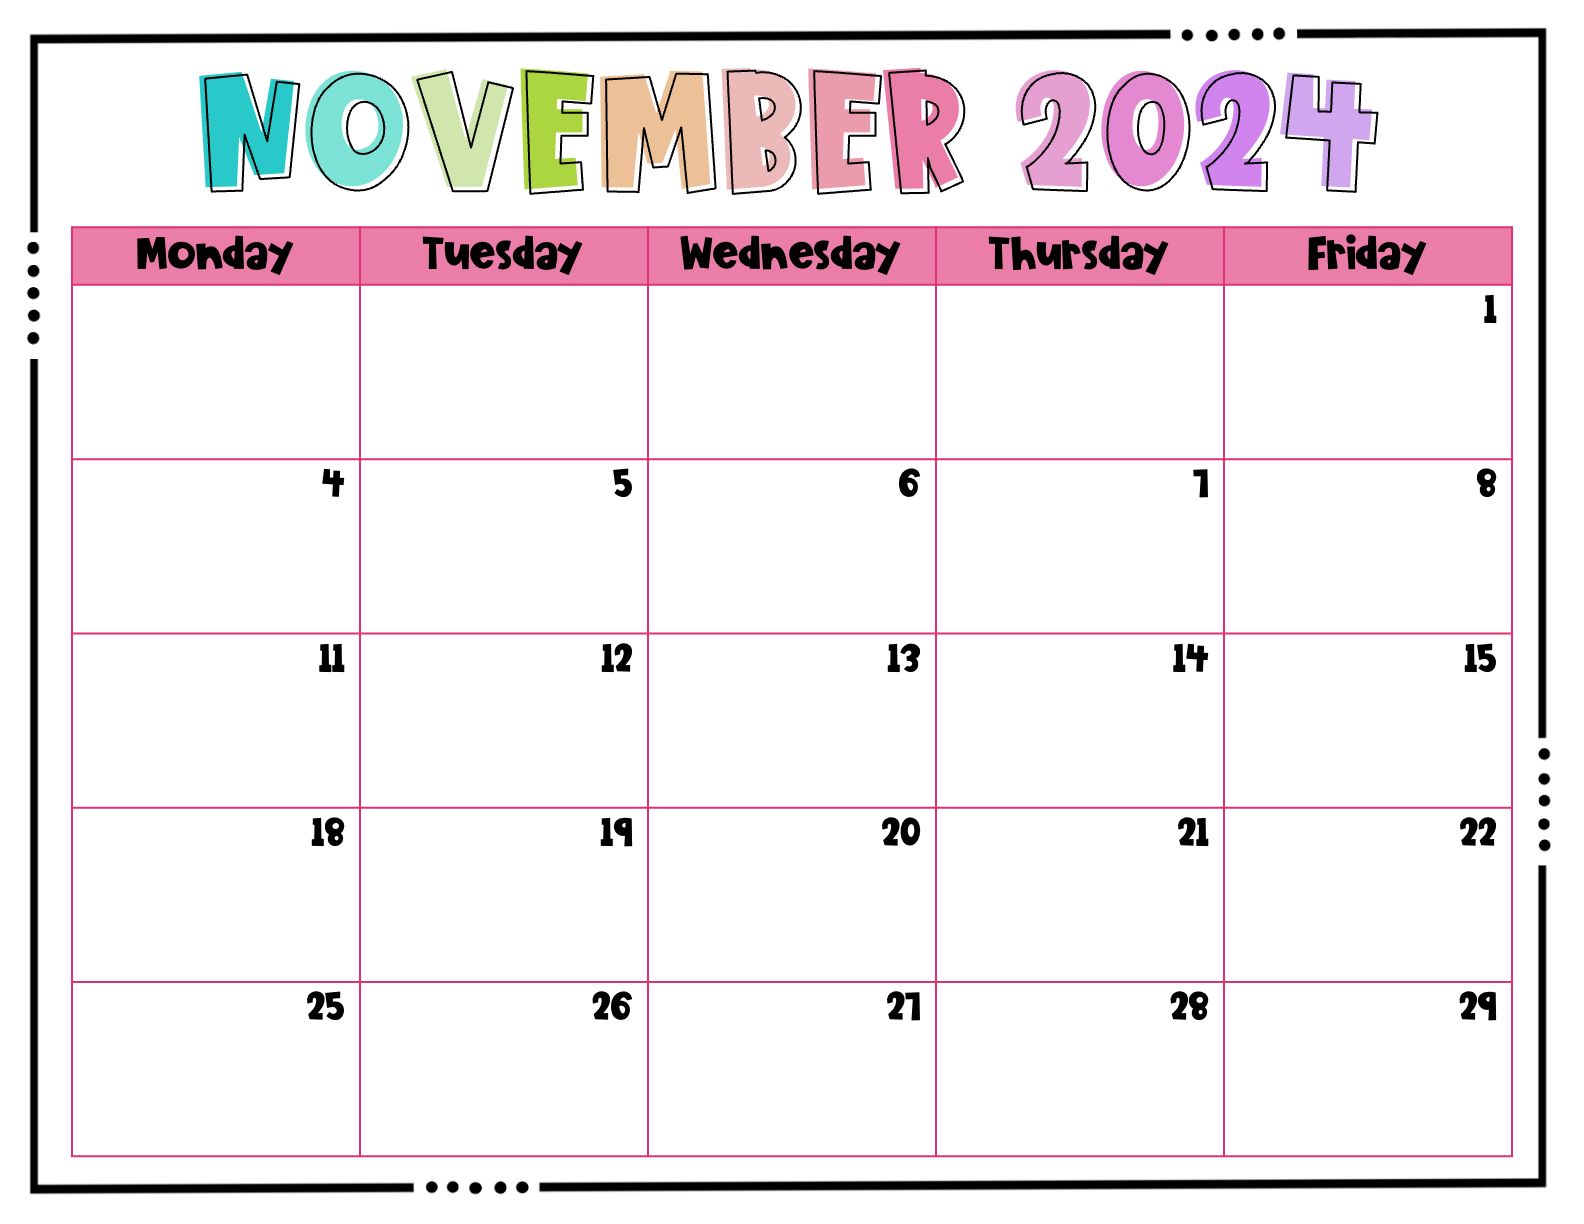 NOVEMBER 2024
Monday Tuesday Wednesday Thursday Friday
1
4 5 6 7 8
11 12 13 14 15
18 19 20 21 22
25 26 27 28 29